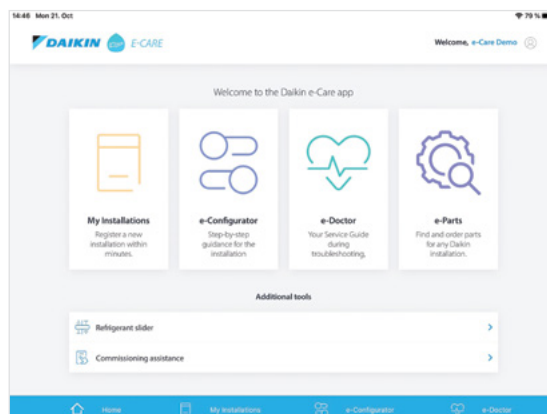 14:46 Mon 21. Oct
79 %
DAIKIN CSP E-CARE
Welcome, e-Care Demo
Welcome to the Daikin e-Care app
My Installations
Register a new
installation within
minutes.
e-Configurator
Step-by-step
guidance for the
installation
e-Doctor
Your Service Guide
during
troubleshooting.
e-Parts
Find and order parts
for any Daikin
installation.
Additional tools
Refrigerant slider
Commissioning assistance
Home My Installations e-Configurator e-Doctor